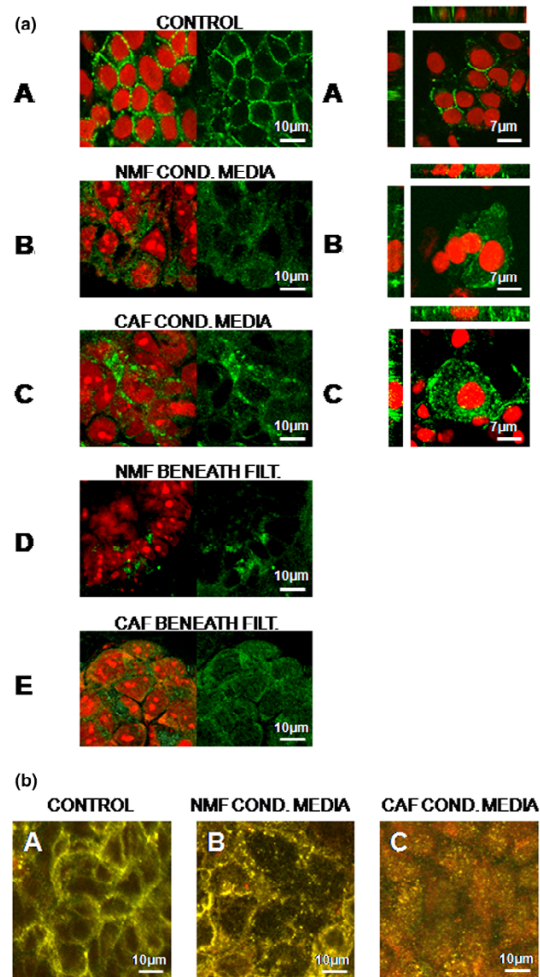 (a)
CONTROL
A
10µm
A
7µm
NMF COND. MEDIA
B
10µm
B
7µm
CAF COND. MEDIA
C
10µm
C
7µm
NMF BENEATH FILT.
D
10µm
CAF BENEATH FILT.
E
10µm
(b)
CONTROL NMF COND. MEDIA CAF COND. MEDIA
A B C
10µm 10µm 10µm